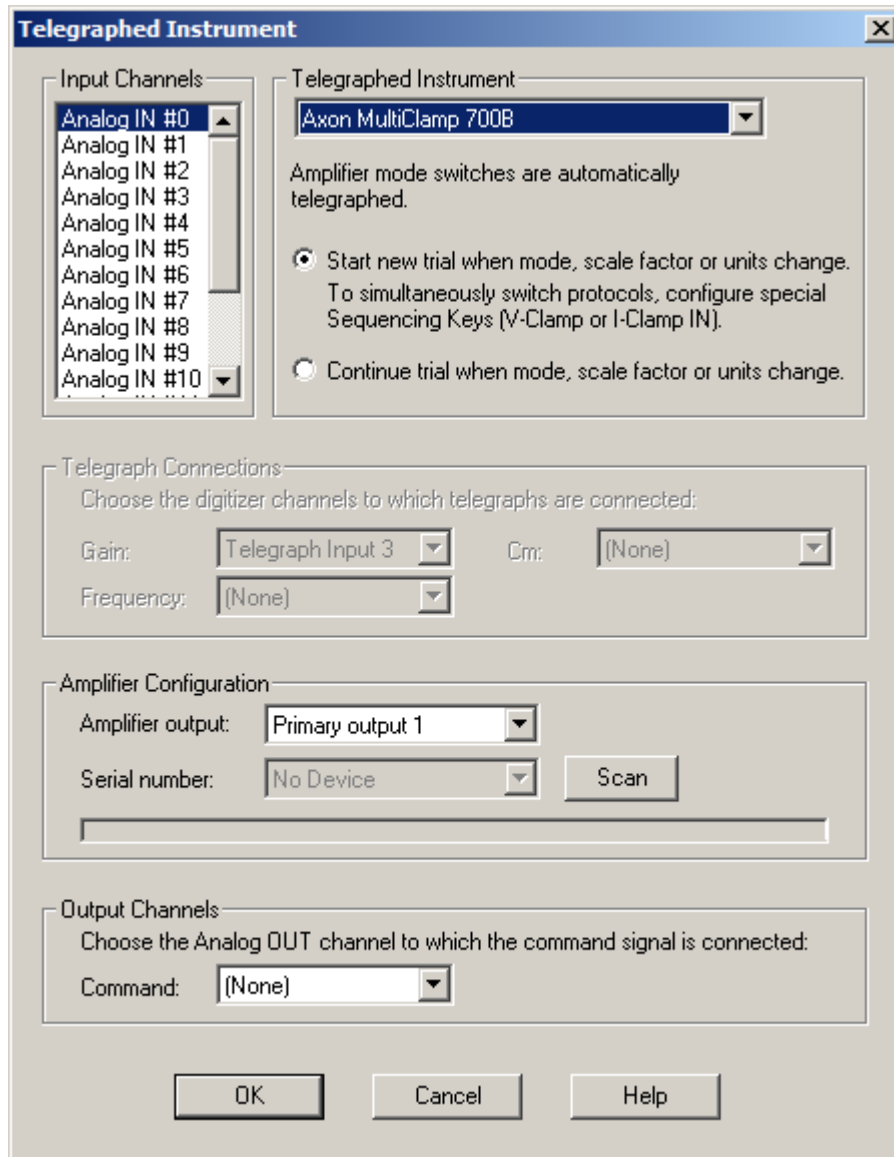 Telegraphed Instrument
Input Channels
Analog IN #0
Analog IN #1
Analog IN #2
Analog IN #3
Analog IN #4
Analog IN #5
Analog IN #6
Analog IN #7
Analog IN #8
Analog IN #9
Analog IN #10
Telegraphed Instrument
Axon MultiClamp 700B
Amplifier mode switches are automatically
telegraphed.
Start new trial when mode, scale factor or units change.
To simultaneously switch protocols, configure special
Sequencing Keys (V-Clamp or I-Clamp IN).
Continue trial when mode, scale factor or units change.
Telegraph Connections
Choose the digitizer channels to which telegraphs are connected:
Gain: Telegraph Input 3 Cm: (None)
Frequency: (None)
Amplifier Configuration
Amplifier output: Primary output 1
Serial number: No Device Scan
Output Channels
Choose the Analog OUT channel to which the command signal is connected:
Command: (None)
OK Cancel Help